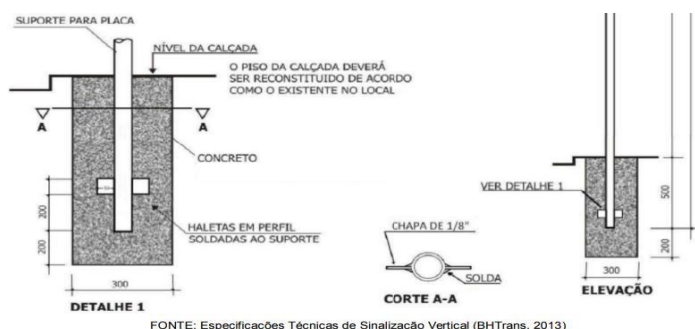 SUPORTE PARA PLACA
NÍVEL DA CALÇADA
O PISO DA CALÇADA DEVERÁ
SER RECONSTITUIDO DE ACORDO
COMO O EXISTENTE NO LOCAL
A
A
CONCRETO
200
200
HALETAS EM PERFIL
SOLDADAS AO SUPORTE
300
DETALHE 1
CHAPA DE 1/8"
SOLDA
CORTE A-A
VER DETALHE 1
500
200
300
ELEVAÇÃO
FONTE: Especificações Técnicas de Sinalização Vertical (BHTrans, 2013)